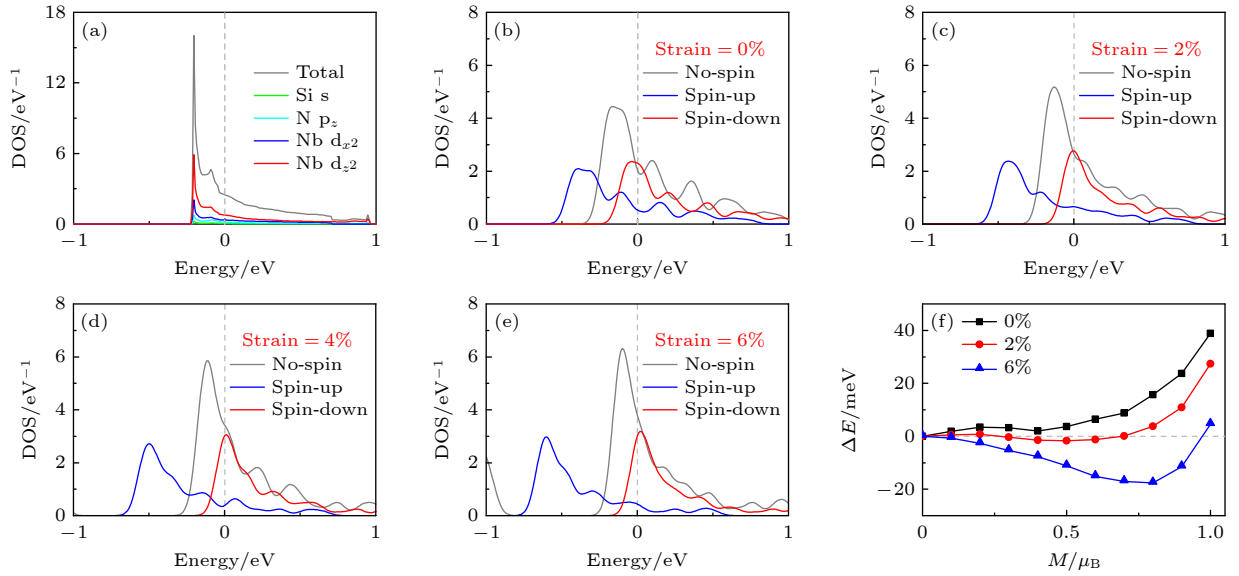 (a)
DOS/eV⁻¹
18
12
6
0
Total
Si s
N p_z
Nb d_{x²}
Nb d_{z²}
−1
0
1
Energy/eV
(b)
DOS/eV⁻¹
8
6
4
2
0
Strain = 0%
No-spin
Spin-up
Spin-down
−1
0
1
Energy/eV
(c)
DOS/eV⁻¹
8
6
4
2
0
Strain = 2%
No-spin
Spin-up
Spin-down
−1
0
1
Energy/eV
(d)
DOS/eV⁻¹
8
6
4
2
0
Strain = 4%
No-spin
Spin-up
Spin-down
−1
0
1
Energy/eV
(e)
DOS/eV⁻¹
8
6
4
2
0
Strain = 6%
No-spin
Spin-up
Spin-down
−1
0
1
Energy/eV
(f)
ΔE/meV
40
20
0
−20
0%
2%
6%
0
0.5
1.0
M/μ_B